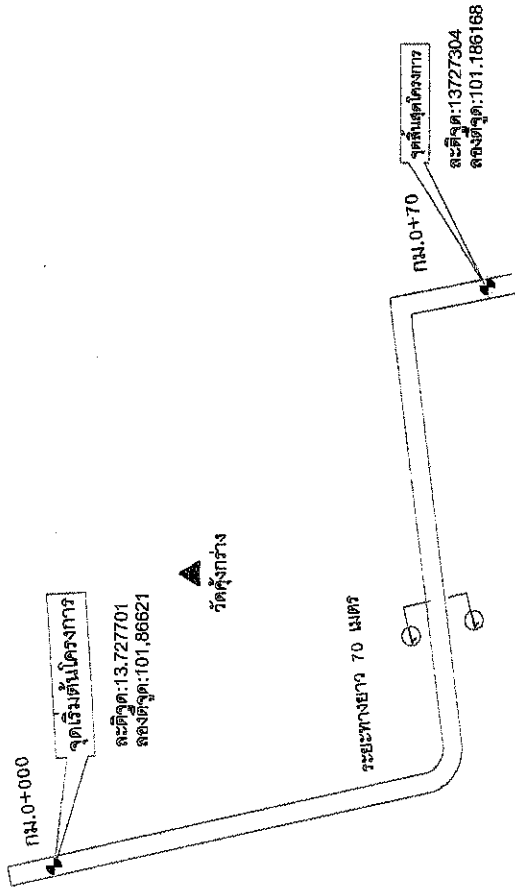 กม.0+000
จุดเริ่มต้นโครงการ
ละติจูด:13.727701
ลองติจูด:101.86621
วัดคุ้งกร่าง
ระยะทางยาว 70 เมตร
กม.0+70
จุดสิ้นสุดโครงการ
ละติจูด:13727304
ลองติจูด:101.186168